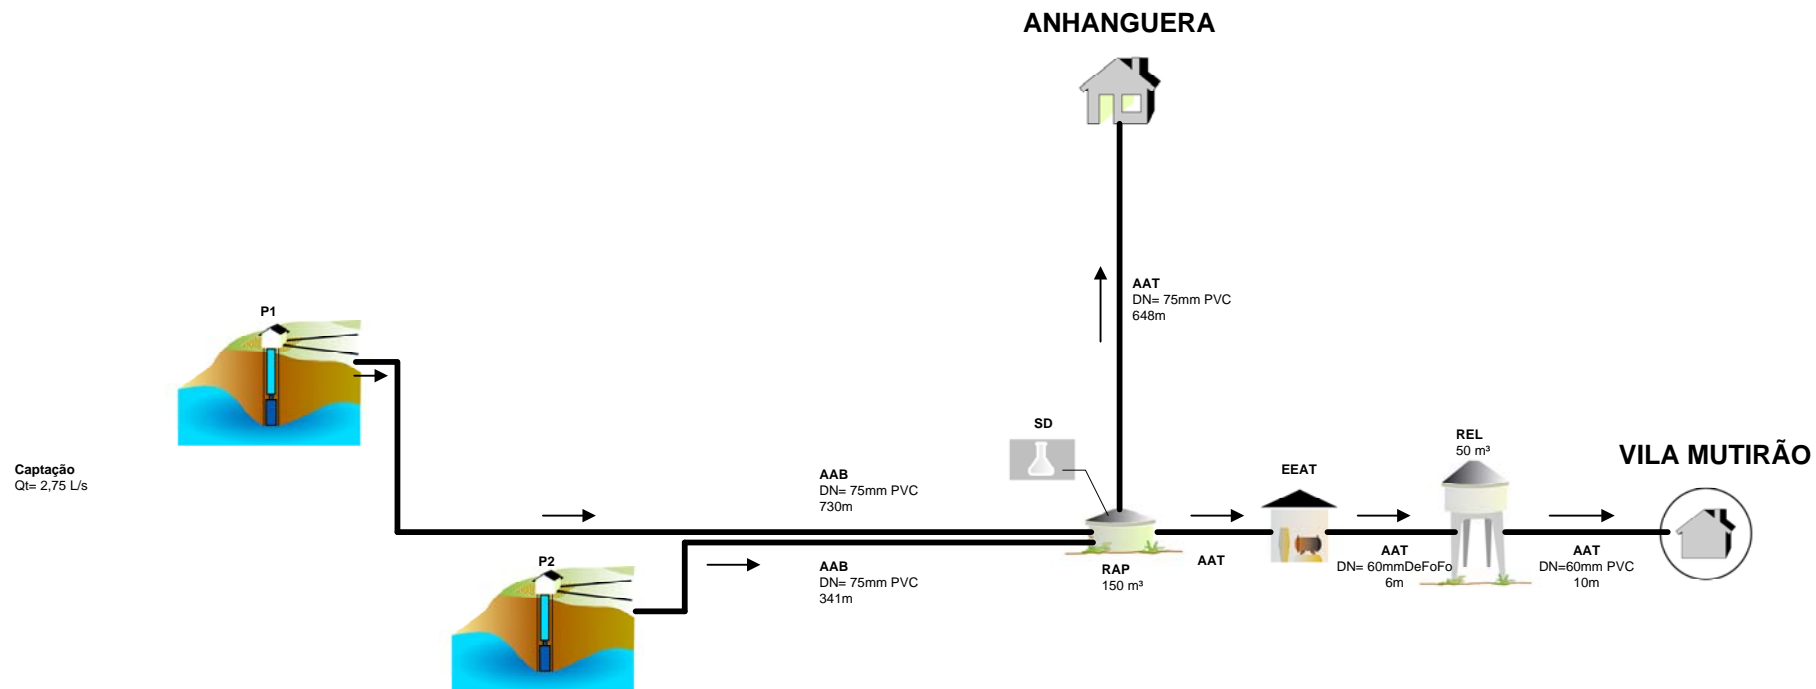 ANHANGUERA
AAT
DN= 75mm PVC
648m
P1
SD
REL
50 m³
VILA MUTIRÃO
Captação
Qt= 2,75 L/s
AAB
DN= 75mm PVC
730m
EEAT
P2
AAB
DN= 75mm PVC
341m
RAP
150 m³
AAT
AAT
DN= 60mmDeFoFo
6m
AAT
DN=60mm PVC
10m